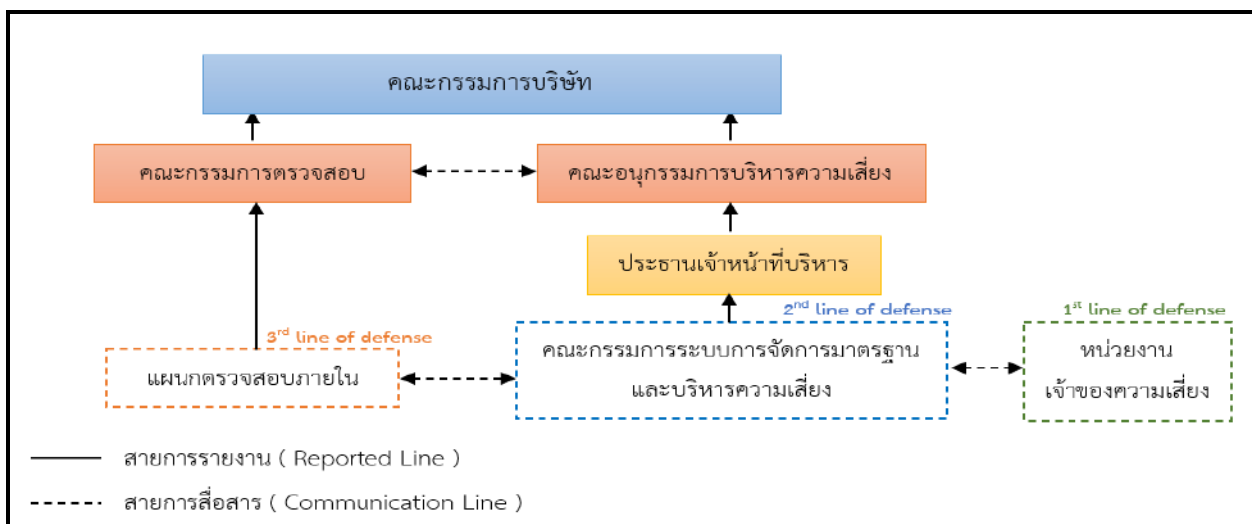 คณะกรรมการบริษัท
คณะกรรมการตรวจสอบ
คณะอนุกรรมการบริหารความเสี่ยง
ประธานเจ้าหน้าที่บริหาร
3rd line of defense
2nd line of defense
1st line of defense
แผนกตรวจสอบภายใน
คณะกรรมการระบบการจัดการมาตรฐาน
และบริหารความเสี่ยง
หน่วยงาน
เจ้าของความเสี่ยง
สายการรายงาน ( Reported Line )
สายการสื่อสาร ( Communication Line )